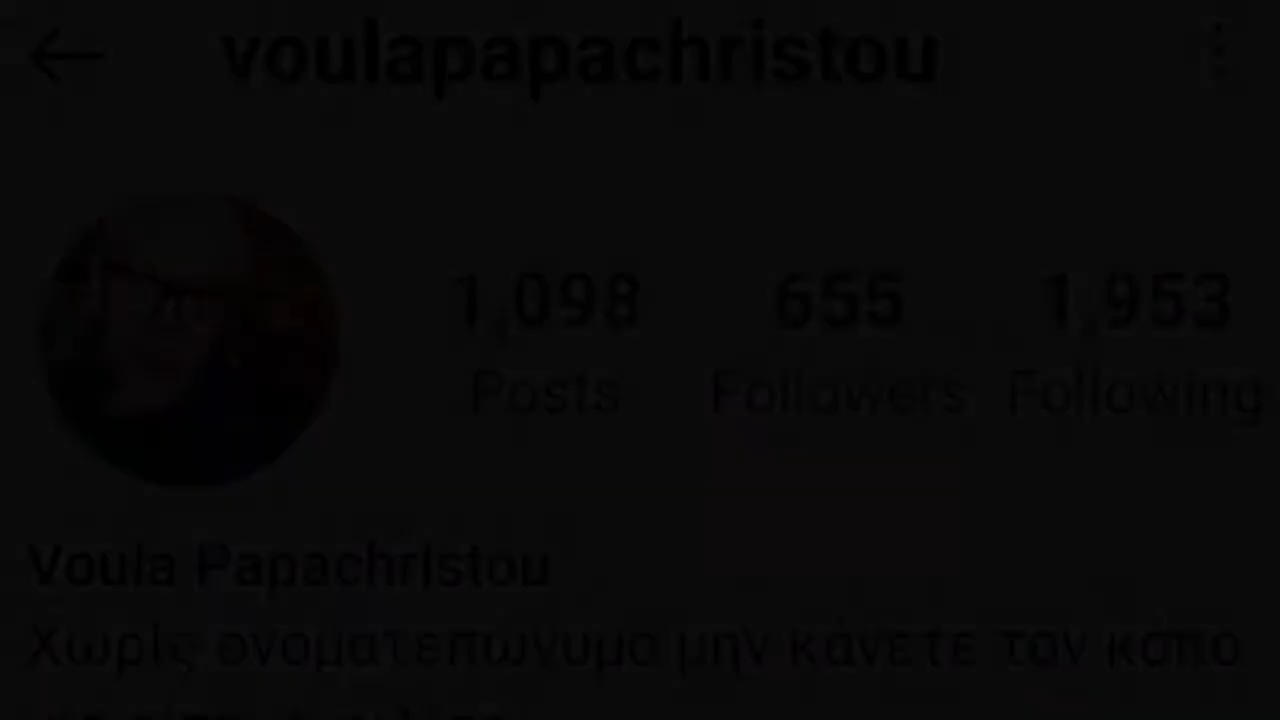 voulapapachristou
1,098 655 1,953
Posts Followers Following
Voula Papachristou
Χωρίς ονοματεπώνυμο μην κάνετε τον κόπο